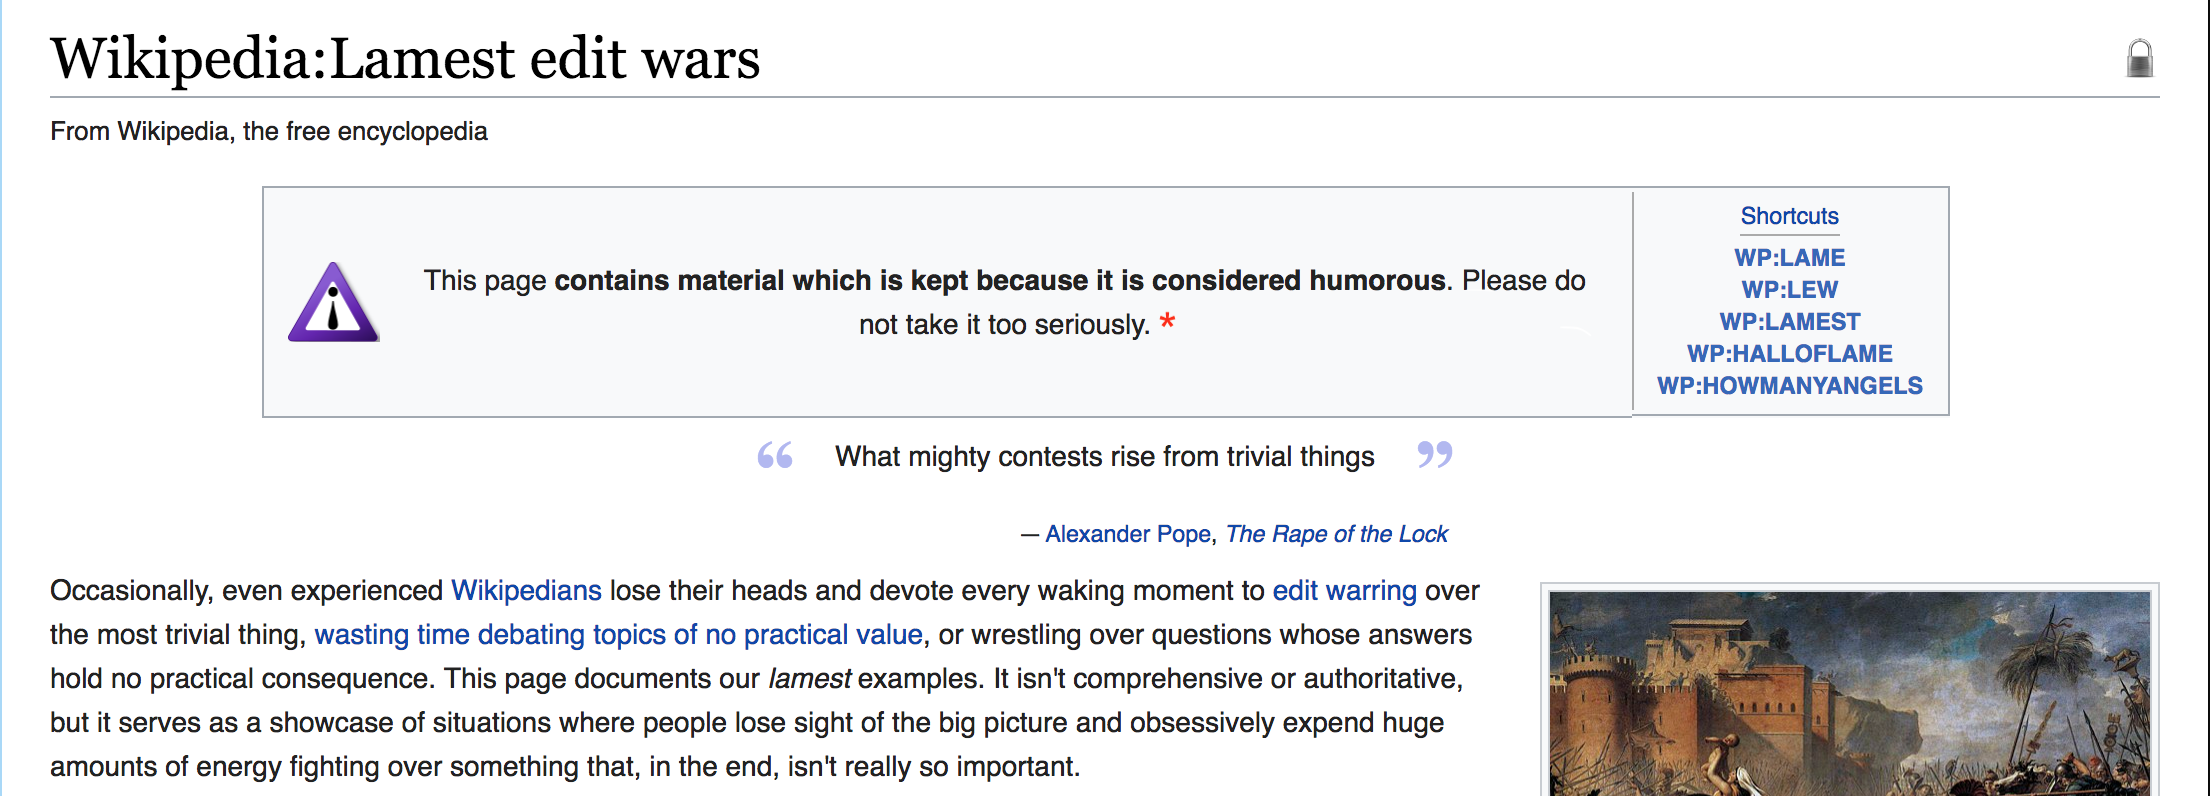 Wikipedia:Lamest edit wars
From Wikipedia, the free encyclopedia
This page contains material which is kept because it is considered humorous. Please do
not take it too seriously. *
Shortcuts
WP:LAME
WP:LEW
WP:LAMEST
WP:HALLOFLAME
WP:HOWMANYANGELS
“ What mighty contests rise from trivial things ”
— Alexander Pope, The Rape of the Lock
Occasionally, even experienced Wikipedians lose their heads and devote every waking moment to edit warring over
the most trivial thing, wasting time debating topics of no practical value, or wrestling over questions whose answers
hold no practical consequence. This page documents our lamest examples. It isn't comprehensive or authoritative,
but it serves as a showcase of situations where people lose sight of the big picture and obsessively expend huge
amounts of energy fighting over something that, in the end, isn't really so important.